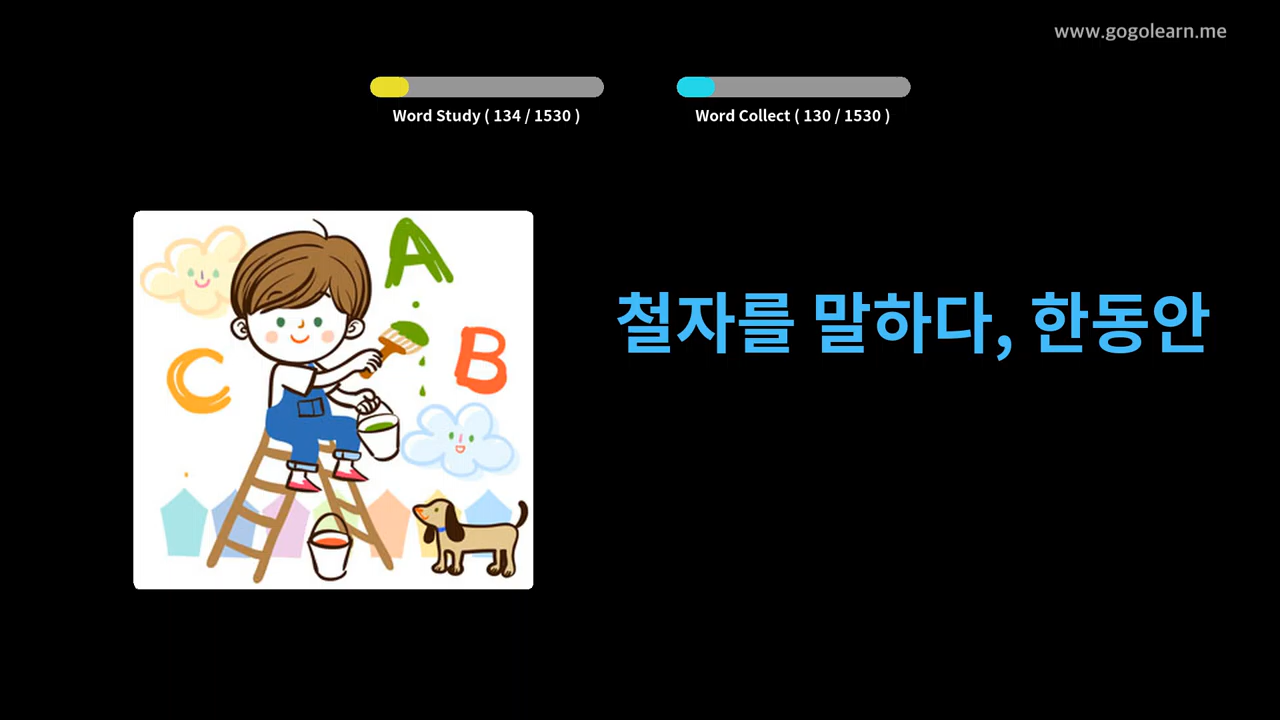 www.gogolearn.me
Word Study ( 134 / 1530 )
Word Collect ( 130 / 1530 )
A
B
C
철자를 말하다, 한동안